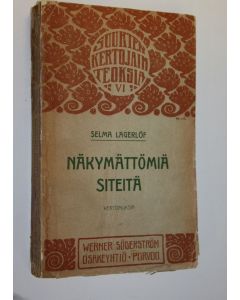 SUURTEN
KERTOJAIN
TEOKSIA
VI
SELMA LAGERLÖF
NÄKYMÄTTÖMIÄ
SITEITÄ
KERTOMUKSIA
WERNER SÖDERSTRÖM
OSAKEYHTIÖ • PORVOO